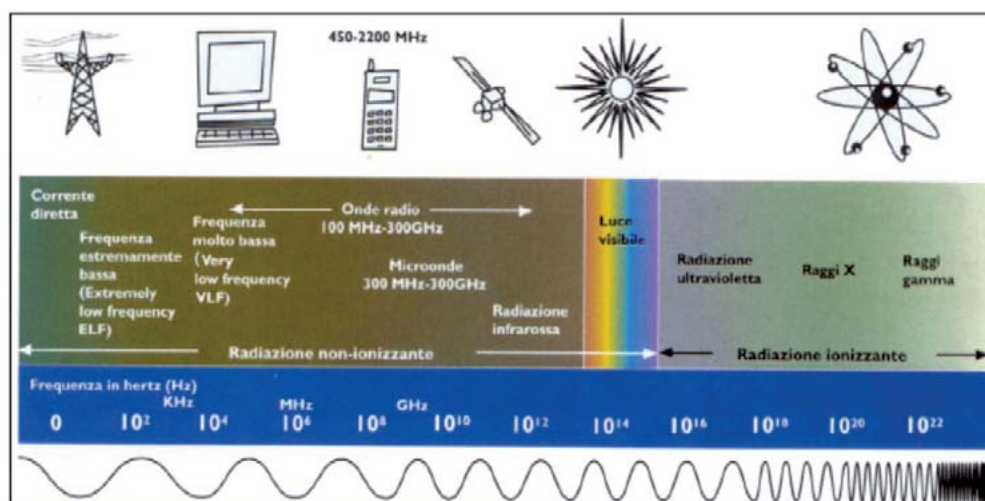 450-2200 MHz
Corrente
diretta
Frequenza
estremamente
bassa
(Extremely
low frequency
ELF)
Frequenza
molto bassa
(Very
low frequency
VLF)
Onde radio
100 MHz-300GHz
Microonde
300 MHz-300GHz
Radiazione
infrarossa
Luce
visibile
Radiazione
ultravioletta
Raggi X
Raggi
gamma
Radiazione non-ionizzante
Radiazione ionizzante
Frequenza in hertz (Hz)
KHz MHz GHz
0 10² 10⁴ 10⁶ 10⁸ 10¹⁰ 10¹² 10¹⁴ 10¹⁶ 10¹⁸ 10²⁰ 10²²